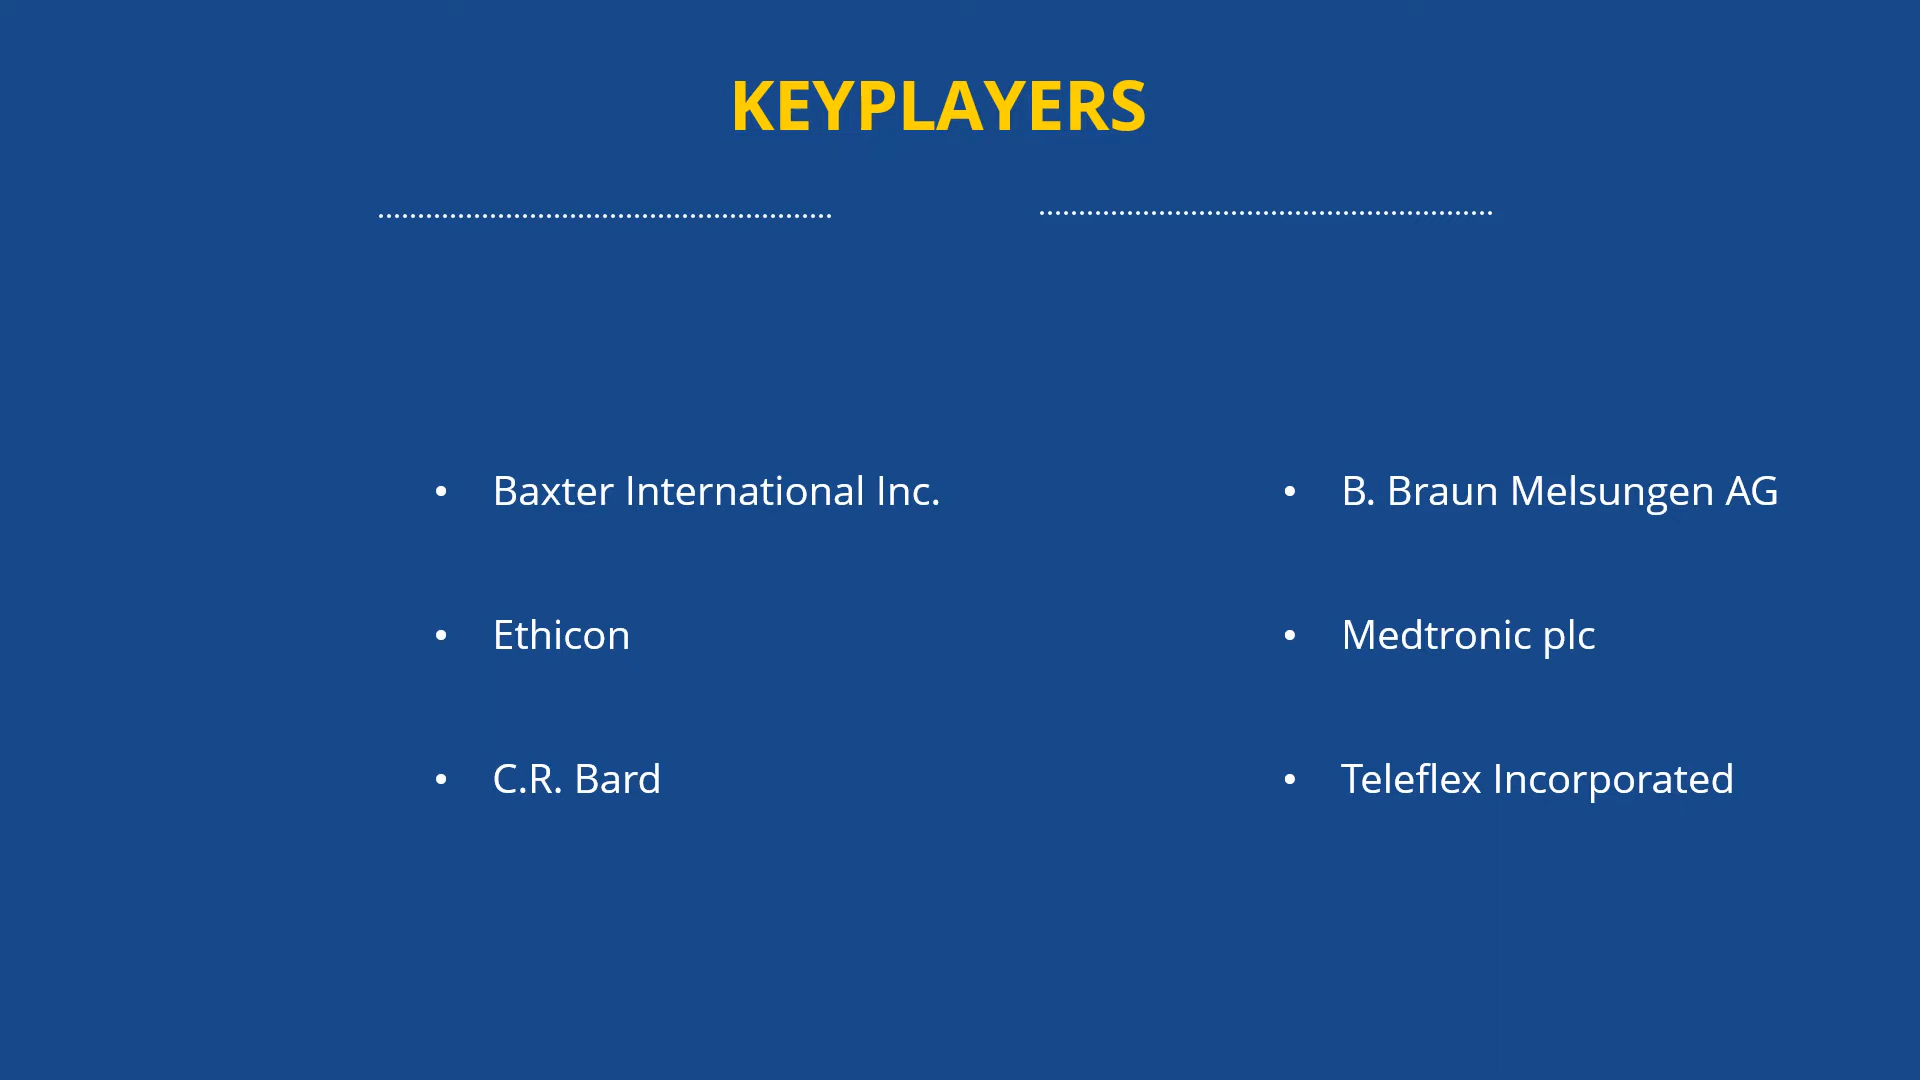 KEYPLAYERS
• Baxter International Inc.
• Ethicon
• C.R. Bard
• B. Braun Melsungen AG
• Medtronic plc
• Teleflex Incorporated